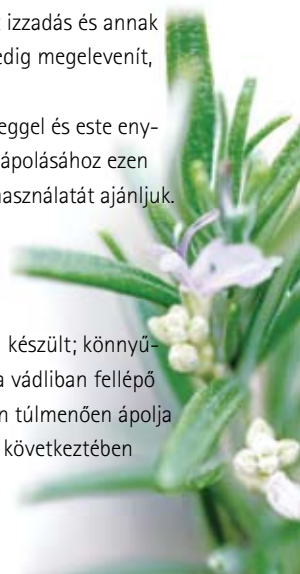 izzadás és annak
edig megelevenít,
eggel és este eny-
ápolásához ezen
használatát ajánljuk.
készült; könnyű-
a vádliban fellépő
n túlmenően ápolja
következtében